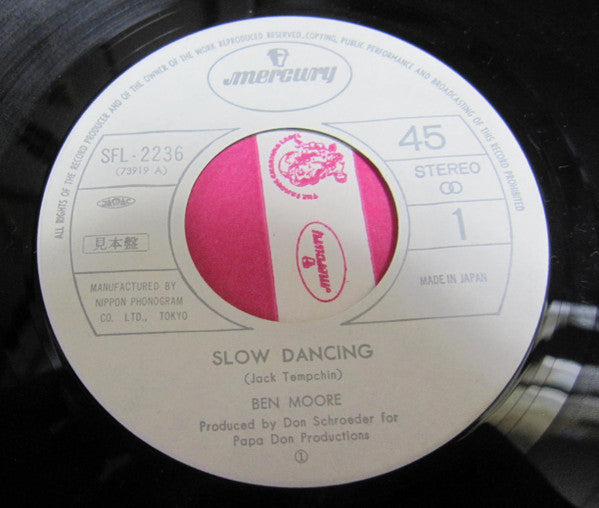 ALL RIGHTS OF THE RECORD PRODUCER AND OF THE OWNER OF THE WORK REPRODUCED RESERVED. COPYING, PUBLIC PERFORMANCE AND BROADCASTING OF THIS RECORD PROHIBITED
mercury
SFL-2236
(73919 A)
45
STEREO
1
JASRAC
見本盤
MANUFACTURED BY
NIPPON PHONOGRAM
CO. LTD., TOKYO
MADE IN JAPAN
mercury
SLOW DANCING
(Jack Tempchin)
BEN MOORE
Produced by Don Schroeder for
Papa Don Productions
①